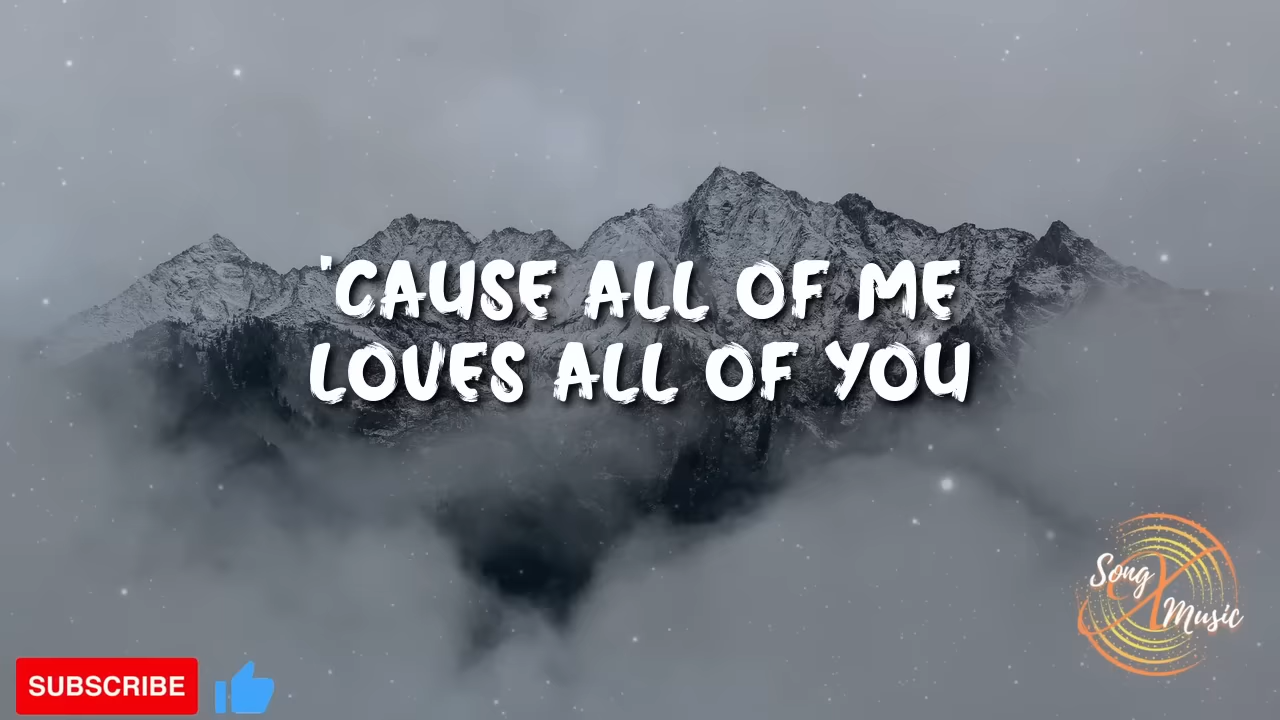 'CAUSE ALL OF ME
LOVES ALL OF YOU
Song X
Music
SUBSCRIBE